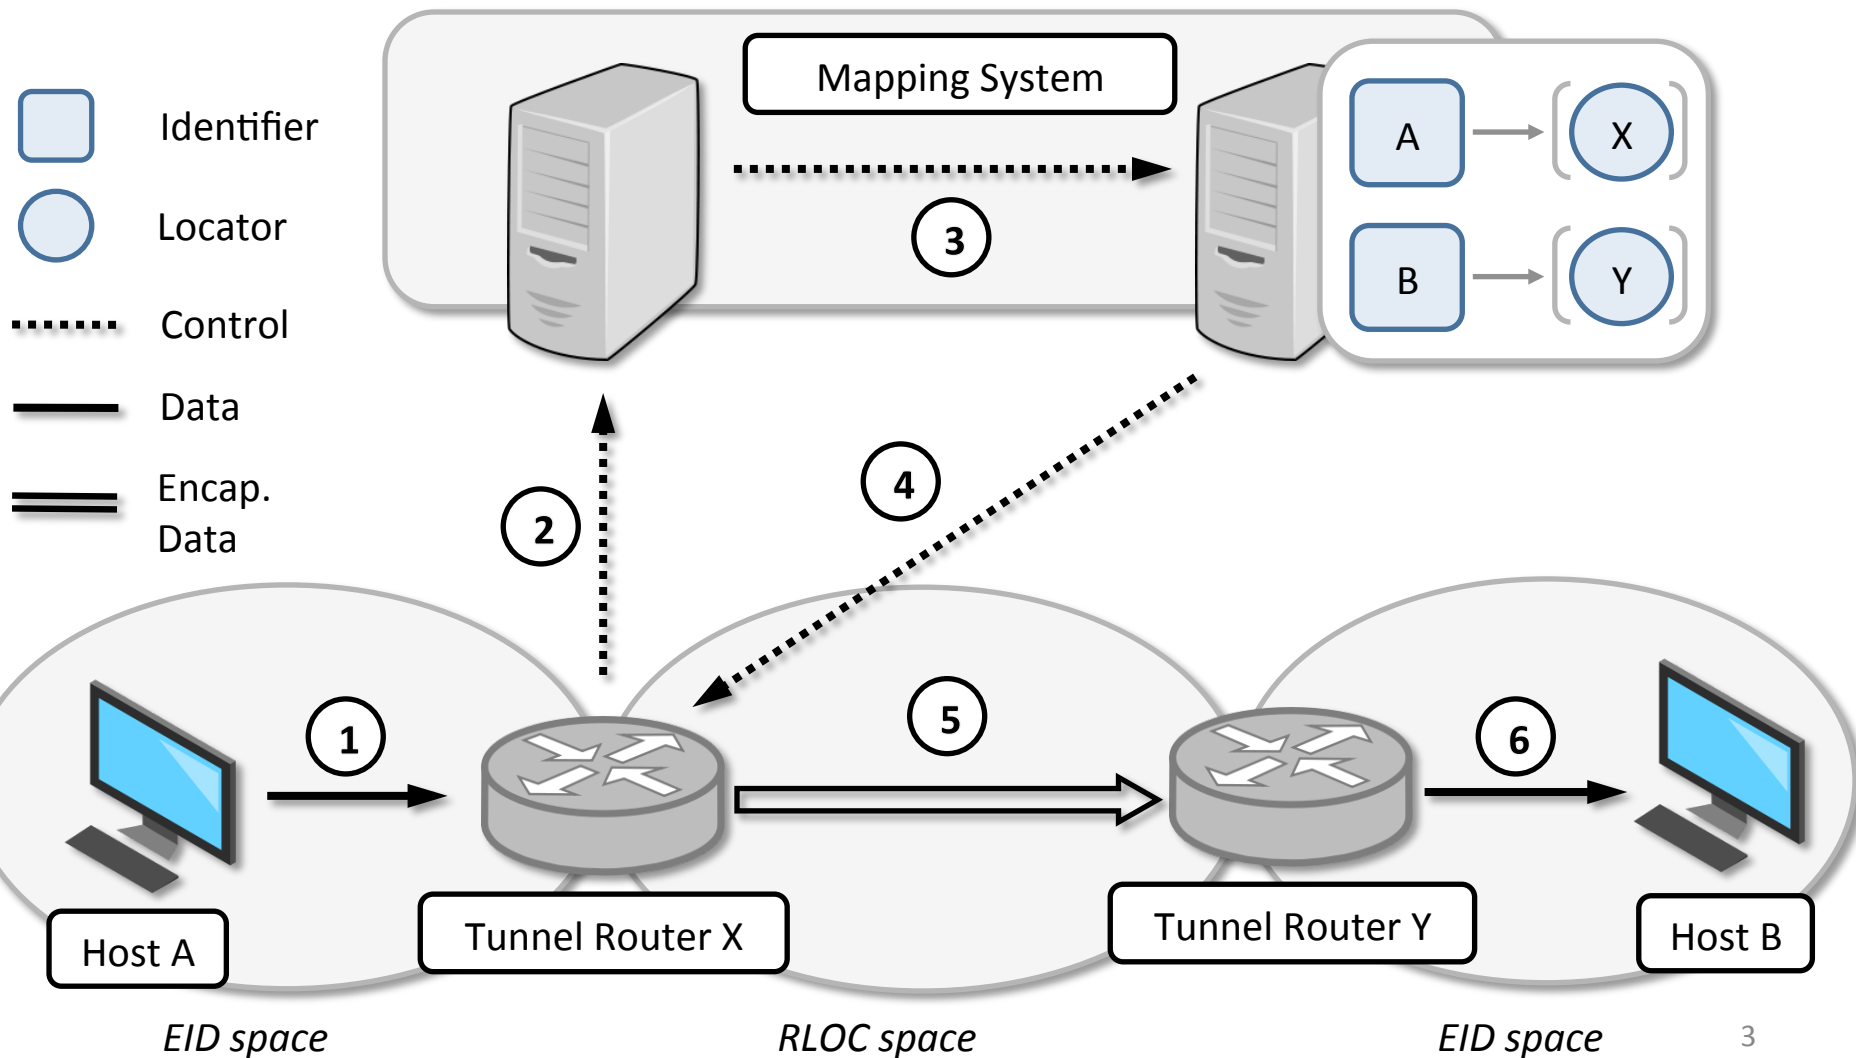 Mapping System
A
X
B
Y
Identifier
Locator
Control
Data
Encap.
Data
3
4
2
1
5
6
Host A
Tunnel Router X
Tunnel Router Y
Host B
EID space
RLOC space
EID space
3